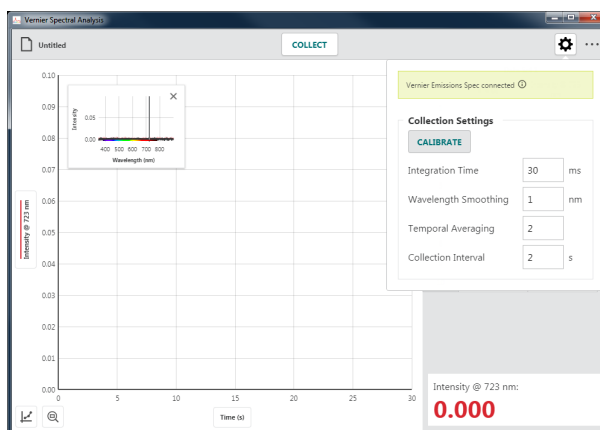 Vernier Spectral Analysis
Untitled
COLLECT
Vernier Emissions Spec connected
Collection Settings
CALIBRATE
Integration Time 30 ms
Wavelength Smoothing 1 nm
Temporal Averaging 2
Collection Interval 2 s
0.10
0.09
0.08
0.07
0.06
0.05
0.04
0.03
0.02
0.01
0.00
Intensity @ 723 nm
Intensity
0.05
0.00
400 500 600 700 800
Wavelength (nm)
0 5 10 15 20 25 30
Time (s)
Intensity @ 723 nm:
0.000